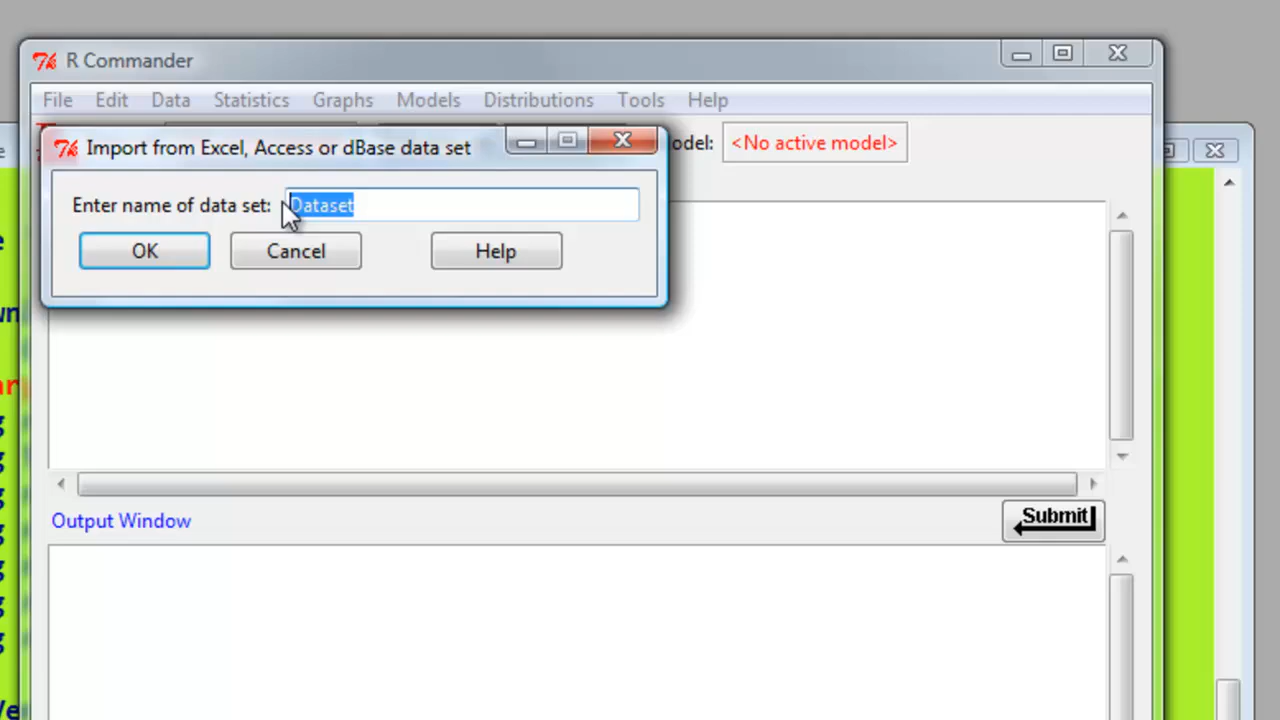 R Commander
File Edit Data Statistics Graphs Models Distributions Tools Help
Import from Excel, Access or dBase data set
odel: <No active model>
Enter name of data set: Dataset
OK Cancel Help
Output Window
Submit